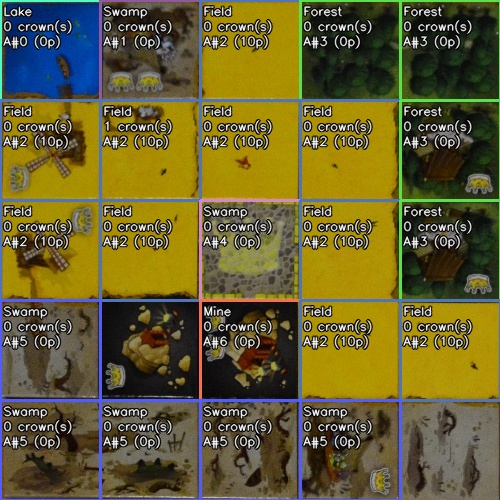 Lake
0 crown(s)
A#0 (0p)
Swamp
0 crown(s)
A#1 (0p)
Field
0 crown(s)
A#2 (10p)
Forest
0 crown(s)
A#3 (0p)
Forest
0 crown(s)
A#3 (0p)
Field
0 crown(s)
A#2 (10p)
Field
1 crown(s)
A#2 (10p)
Field
0 crown(s)
A#2 (10p)
Field
0 crown(s)
A#2 (10p)
Forest
0 crown(s)
A#3 (0p)
Field
0 crown(s)
A#2 (10p)
Field
0 crown(s)
A#2 (10p)
Swamp
0 crown(s)
A#4 (0p)
Field
0 crown(s)
A#2 (10p)
Forest
0 crown(s)
A#3 (0p)
Swamp
0 crown(s)
A#5 (0p)
Mine
0 crown(s)
A#6 (0p)
Field
0 crown(s)
A#2 (10p)
Field
0 crown(s)
A#2 (10p)
Swamp
0 crown(s)
A#5 (0p)
Swamp
0 crown(s)
A#5 (0p)
Swamp
0 crown(s)
A#5 (0p)
Swamp
0 crown(s)
A#5 (0p)
Swamp
0 crown(s)
A#5 (0p)